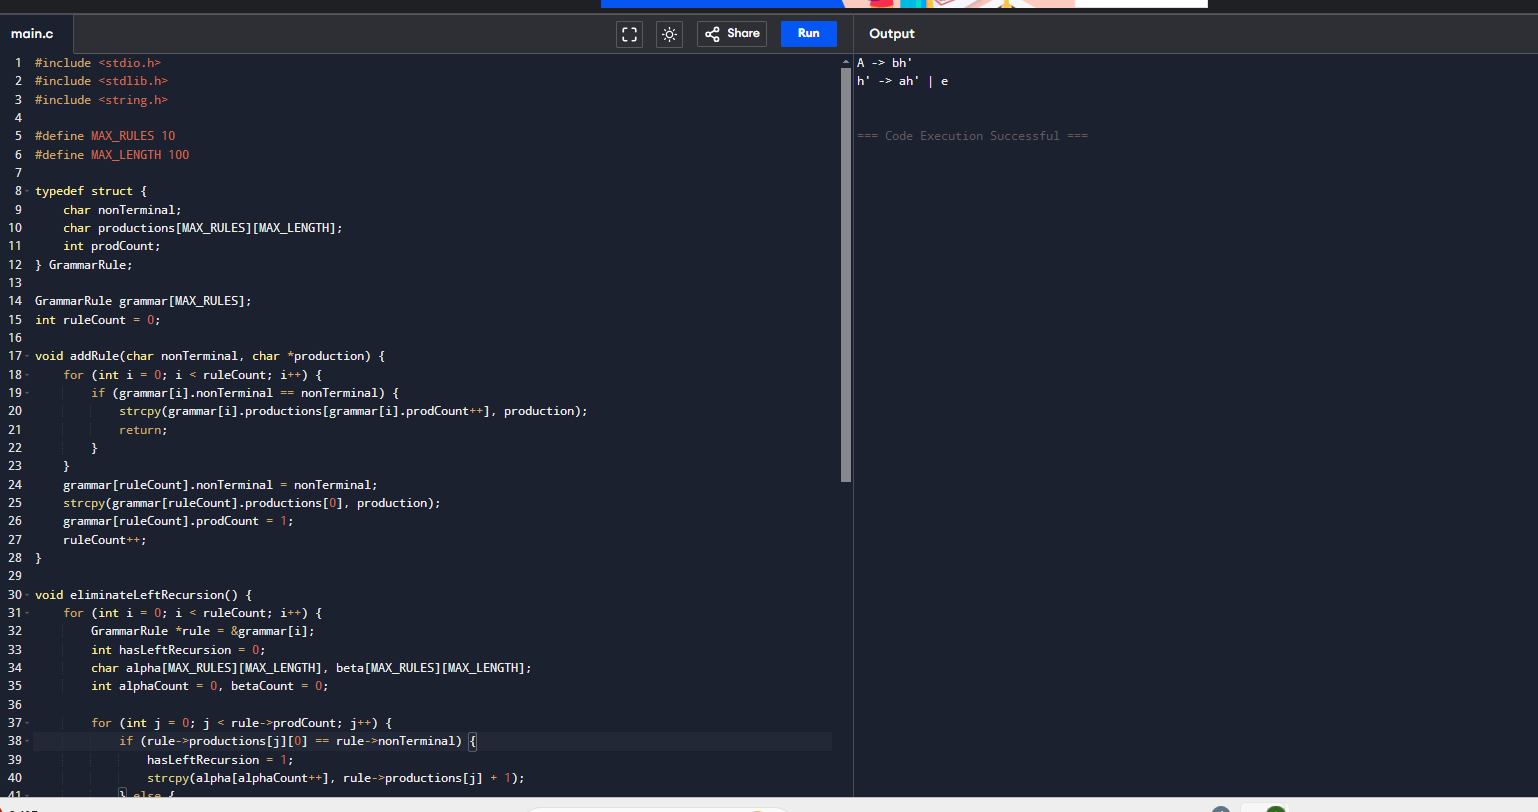 main.c
Share
Run
Output
1 #include <stdio.h>
2 #include <stdlib.h>
3 #include <string.h>
4
5 #define MAX_RULES 10
6 #define MAX_LENGTH 100
7
8 typedef struct {
9     char nonTerminal;
10     char productions[MAX_RULES][MAX_LENGTH];
11     int prodCount;
12 } GrammarRule;
13
14 GrammarRule grammar[MAX_RULES];
15 int ruleCount = 0;
16
17 void addRule(char nonTerminal, char *production) {
18     for (int i = 0; i < ruleCount; i++) {
19         if (grammar[i].nonTerminal == nonTerminal) {
20             strcpy(grammar[i].productions[grammar[i].prodCount++], production);
21             return;
22         }
23     }
24     grammar[ruleCount].nonTerminal = nonTerminal;
25     strcpy(grammar[ruleCount].productions[0], production);
26     grammar[ruleCount].prodCount = 1;
27     ruleCount++;
28 }
29
30 void eliminateLeftRecursion() {
31     for (int i = 0; i < ruleCount; i++) {
32         GrammarRule *rule = &grammar[i];
33         int hasLeftRecursion = 0;
34         char alpha[MAX_RULES][MAX_LENGTH], beta[MAX_RULES][MAX_LENGTH];
35         int alphaCount = 0, betaCount = 0;
36
37         for (int j = 0; j < rule->prodCount; j++) {
38             if (rule->productions[j][0] == rule->nonTerminal) {
39                 hasLeftRecursion = 1;
40                 strcpy(alpha[alphaCount++], rule->productions[j] + 1);
41             } else {
A -> bh'
h' -> ah' | e
=== Code Execution Successful ===